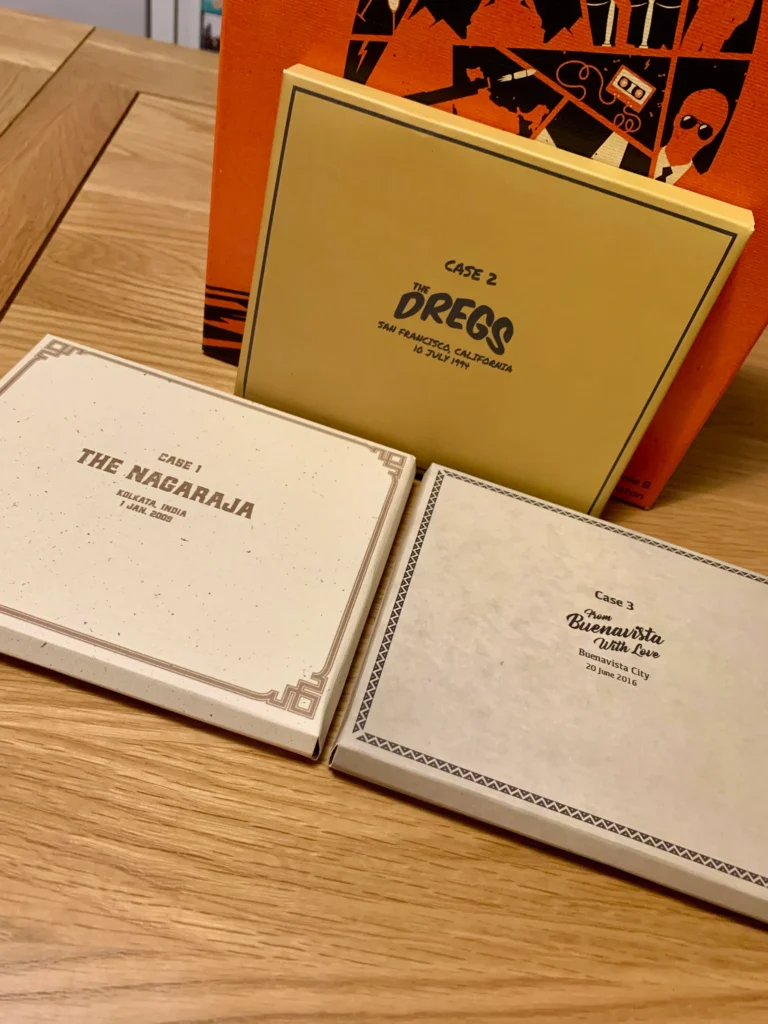 CASE 2
THE
DREGS
SAN FRANCISCO, CALIFORNIA
10 JULY 1994
CASE 1
THE NAGARAJA
KOLKATA, INDIA
1 JAN, 2005
Case 3
From
Buenavista
With Love
Buenavista City
20 June 2016